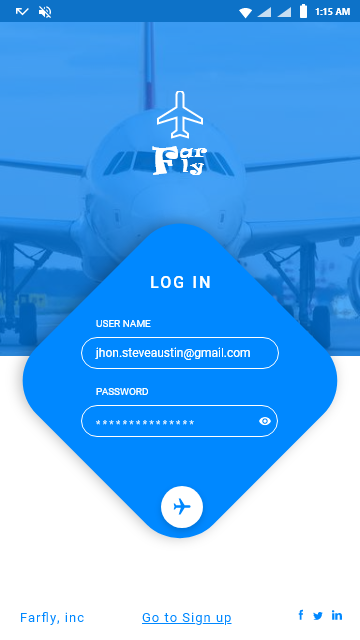 1:15 AM
Far
Fly
LOG IN
USER NAME
jhon.steveaustin@gmail.com
PASSWORD
***************
Farfly, inc
Go to Sign up